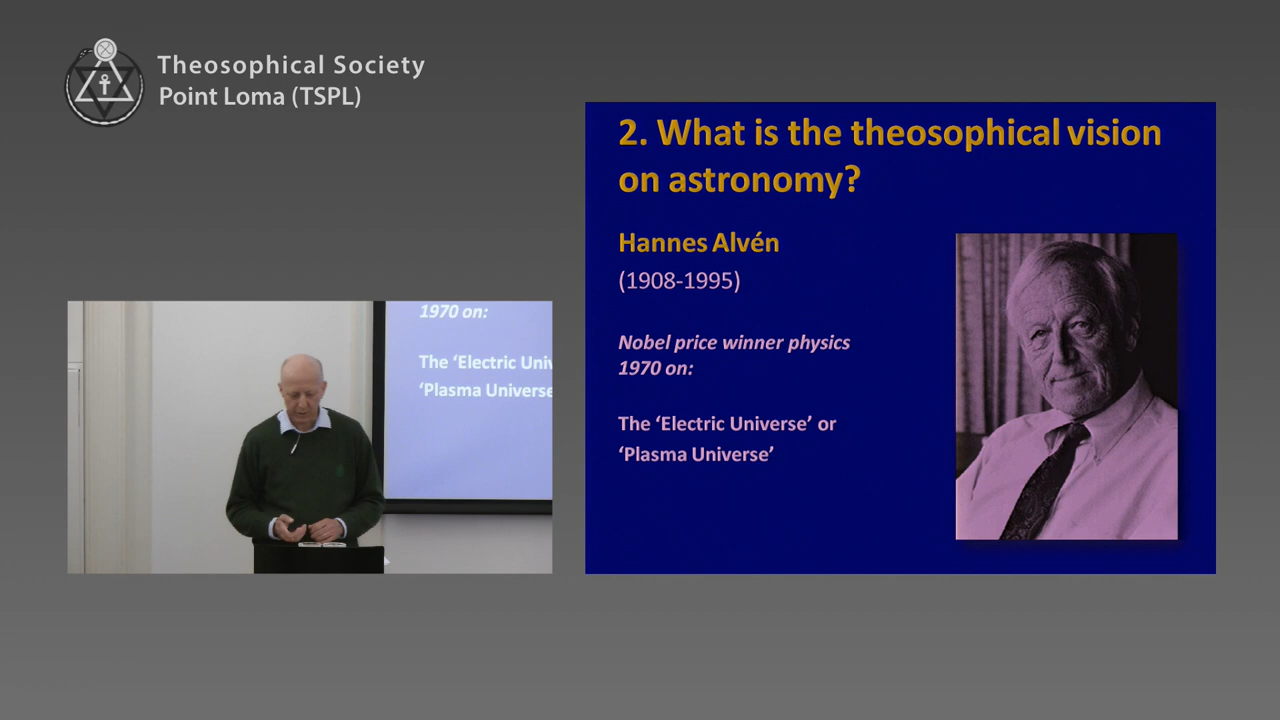 Theosophical Society
Point Loma (TSPL)
2. What is the theosophical vision
on astronomy?
Hannes Alvén
(1908-1995)
Nobel price winner physics
1970 on:
The ‘Electric Universe’ or
‘Plasma Universe’
1970 on:
The ‘Electric Univ
‘Plasma Universe